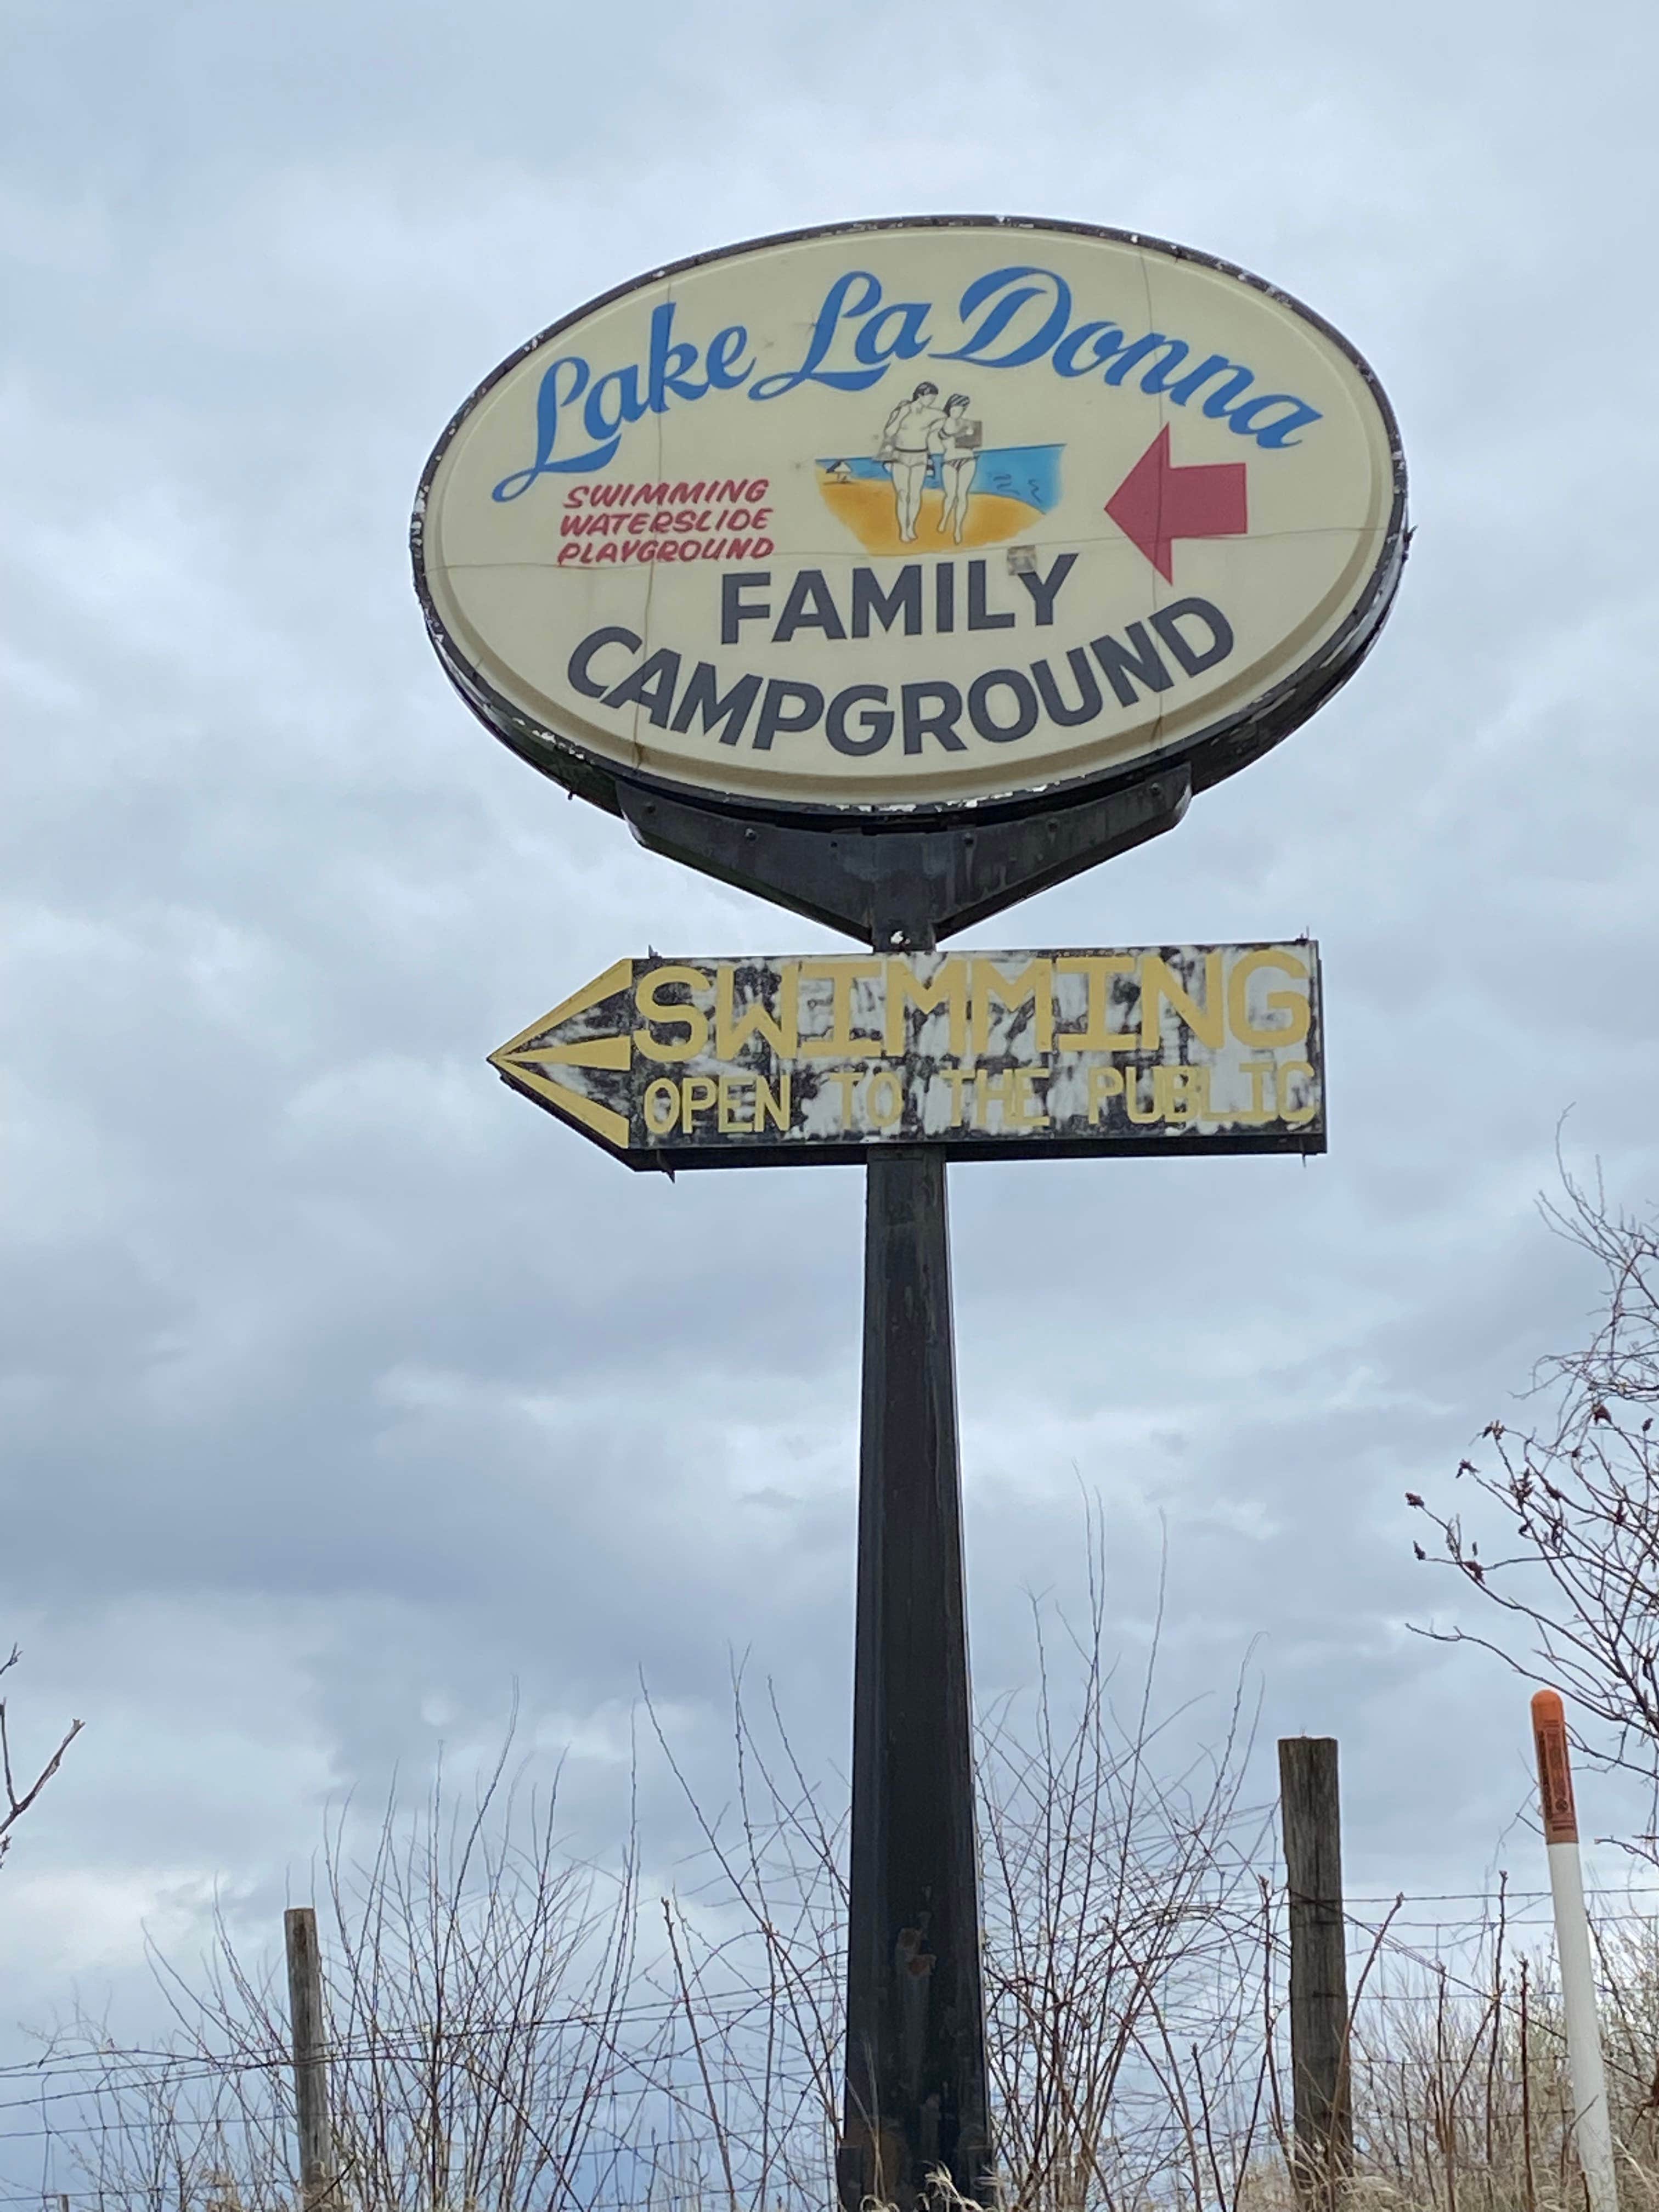 Lake La Donna
SWIMMING
WATERSLIDE
PLAYGROUND
FAMILY
CAMPGROUND
SWIMMING
OPEN TO THE PUBLIC